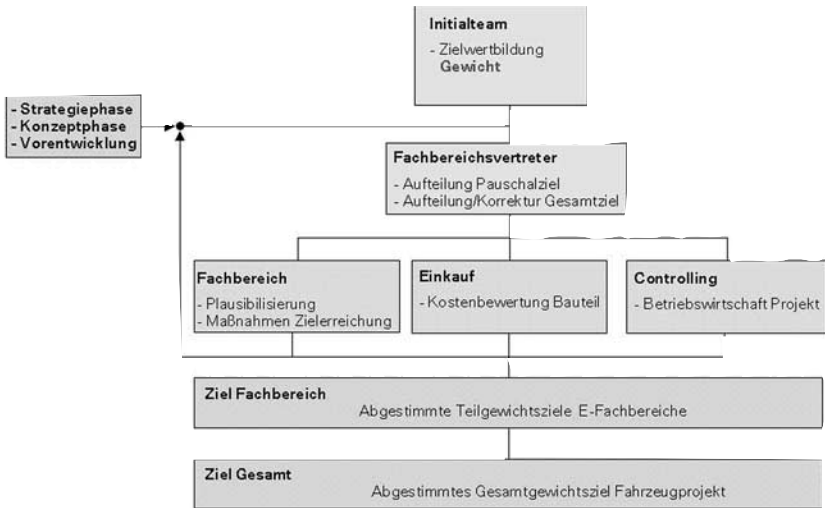 Initialteam
- Zielwertbildung
Gewicht
- Strategiephase
- Konzeptphase
- Vorentwicklung
Fachbereichsvertreter
- Aufteilung Pauschalziel
- Aufteilung/Korrektur Gesamtziel
Fachbereich
- Plausibilisierung
- Maßnahmen Zielerreichung
Einkauf
- Kostenbewertung Bauteil
Controlling
- Betriebswirtschaft Projekt
Ziel Fachbereich
Abgestimmte Teilgewichtsziele E-Fachbereiche
Ziel Gesamt
Abgestimmtes Gesamtgewichtsziel Fahrzeugprojekt